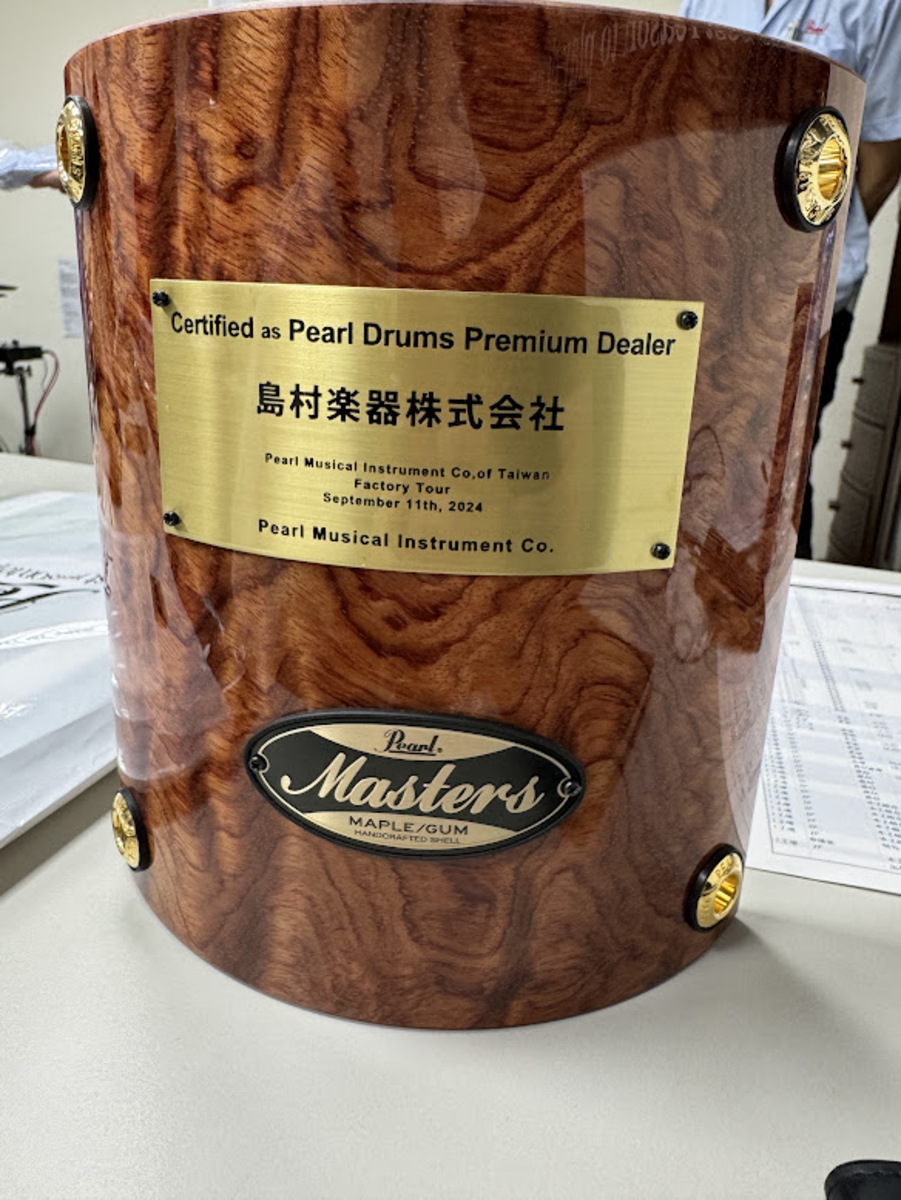 Certified as Pearl Drums Premium Dealer
島村楽器株式会社
Pearl Musical Instrument Co,of Taiwan
Factory Tour
September 11th, 2024
Pearl Musical Instrument Co.
Pearl
Masters
MAPLE/GUM
HANDCRAFTED SHELL